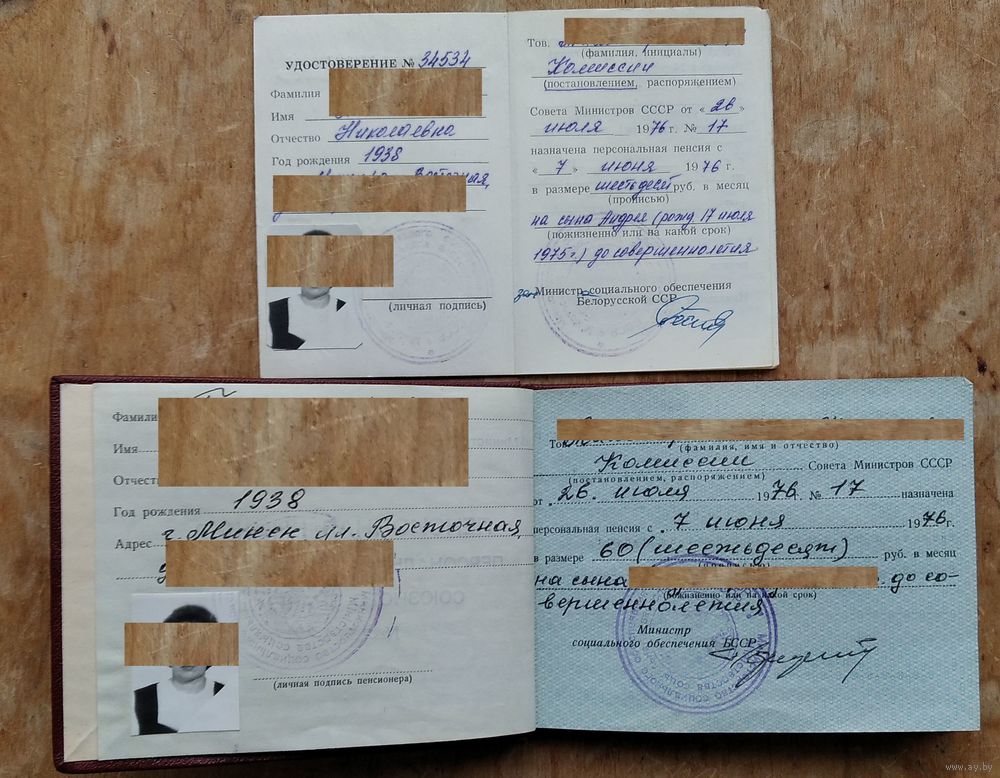 УДОСТОВЕРЕНИЕ № 34534
Фамилия
Имя
Отчество Николаевна
Год рождения 1938
Восточная,
(личная подпись)
Тов.
(фамилия, инициалы)
Комиссии
(постановлением, распоряжением)
Совета Министров СССР от « 26 »
июля 1976 г. № 17
назначена персональная пенсия с
« 7 » июня 1976 г.
в размере шестьдесят руб. в месяц
(прописью)
на сына Андрея (рожд. 17 июля
(пожизненно или на какой срок)
1975 г.) до совершеннолетия
зам. Министр социального обеспечения
Белорусской ССР
Фамили
Имя
Отчест
Год рождения 1938
Адрес г. Минск ул. Восточная,
(личная подпись пенсионера)
Тов.
(фамилия, имя и отчество)
Комиссии Совета Министров СССР
(постановлением, распоряжением)
от 26 июля 1976 г. № 17 назначена
персональная пенсия с 7 июня 1976 г.
в размере 60 (шестьдесят) руб. в месяц
на сына до со-
(пожизненно или на какой срок)
вершеннолетия
Министр
социального обеспечения БССР
www.ay.by